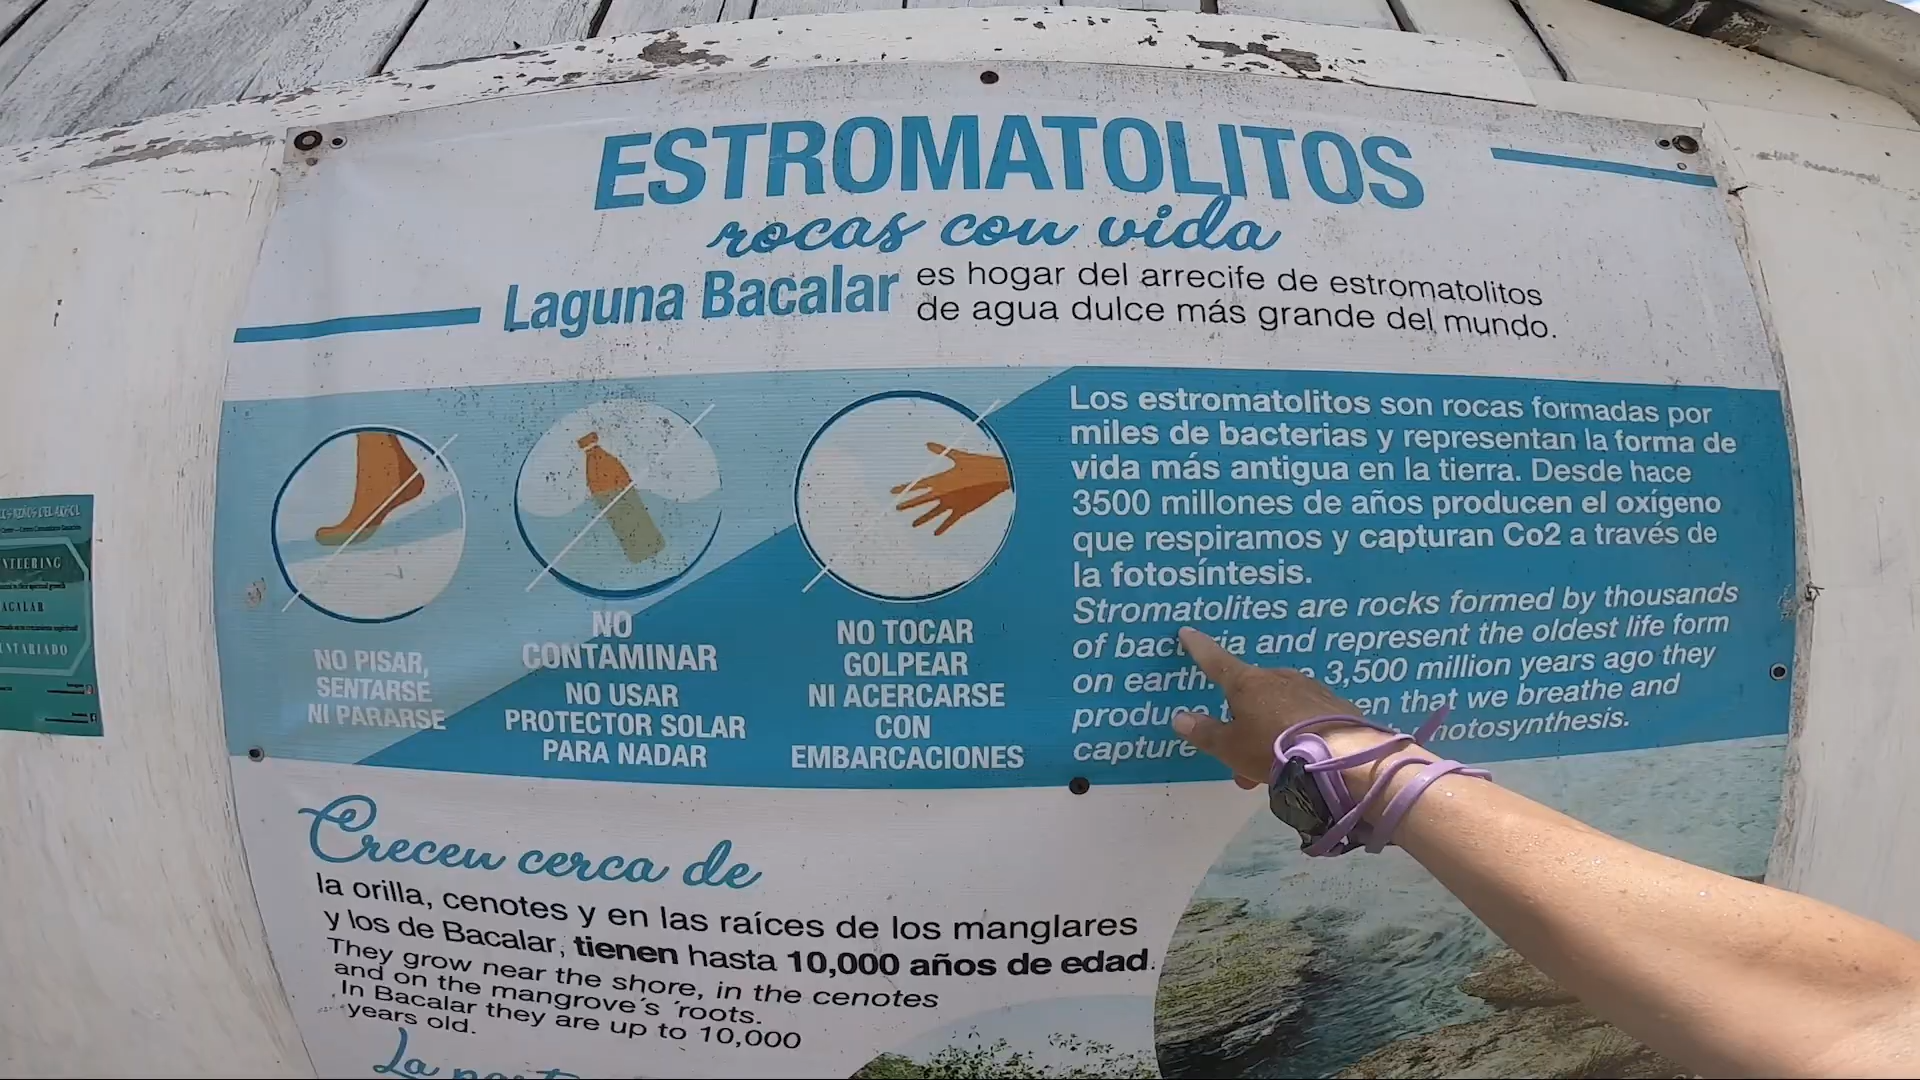 ESTROMATOLITOS
rocas con vida
Laguna Bacalar
es hogar del arrecife de estromatolitos
de agua dulce más grande del mundo.
NO PISAR,
SENTARSE
NI PARARSE
NO
CONTAMINAR
NO USAR
PROTECTOR SOLAR
PARA NADAR
NO TOCAR
GOLPEAR
NI ACERCARSE
CON
EMBARCACIONES
Los estromatolitos son rocas formadas por
miles de bacterias y representan la forma de
vida más antigua en la tierra. Desde hace
3500 millones de años producen el oxígeno
que respiramos y capturan Co2 a través de
la fotosíntesis.
Stromatolites are rocks formed by thousands
of bacteria and represent the oldest life form
on earth. 3,500 million years ago they
produce that we breathe and
capture photosynthesis.
Crecen cerca de
la orilla, cenotes y en las raíces de los manglares
y los de Bacalar, tienen hasta 10,000 años de edad.
They grow near the shore, in the cenotes
and on the mangrove´s ´roots.
In Bacalar they are up to 10,000
years old.
La
ACALAR